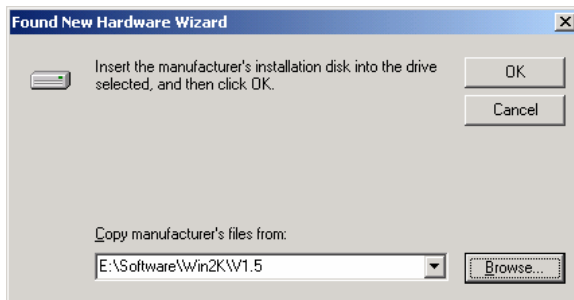 Found New Hardware Wizard
Insert the manufacturer's installation disk into the drive
selected, and then click OK.
OK
Cancel
Copy manufacturer's files from:
E:\Software\Win2K\V1.5
Browse...